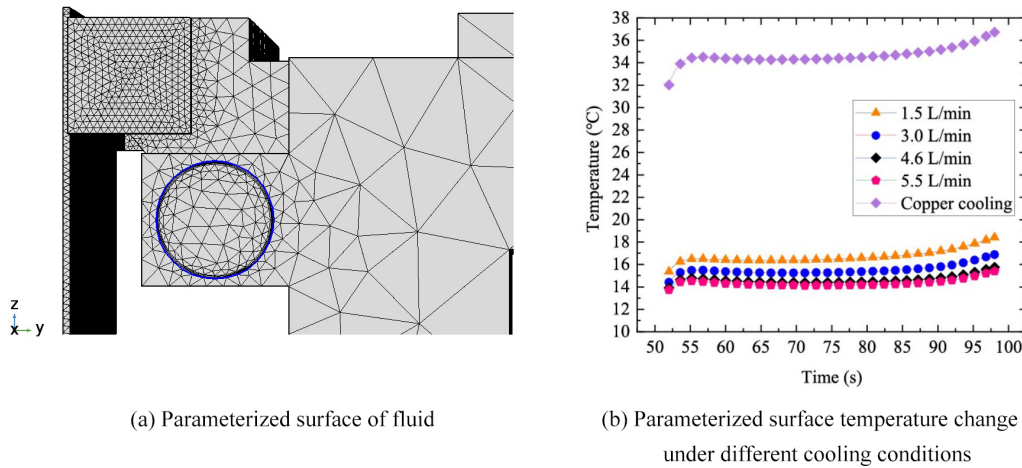 z
x y
(a) Parameterized surface of fluid
Temperature (°C)
38
36
34
32
30
28
26
24
22
20
18
16
14
12
10
1.5 L/min
3.0 L/min
4.6 L/min
5.5 L/min
Copper cooling
50 55 60 65 70 75 80 85 90 95 100
Time (s)
(b) Parameterized surface temperature change
under different cooling conditions